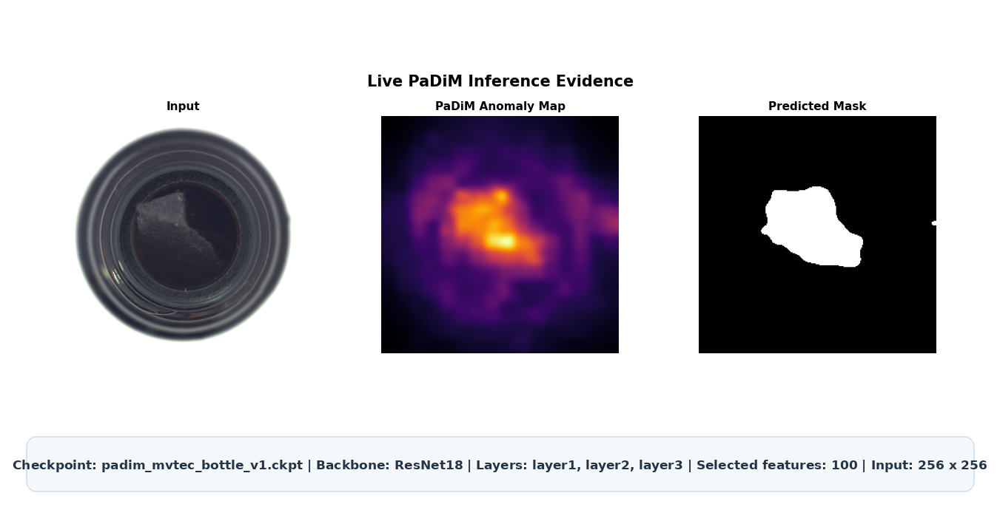 Live PaDiM Inference Evidence
Input
PaDiM Anomaly Map
Predicted Mask
Checkpoint: padim_mvtec_bottle_v1.ckpt | Backbone: ResNet18 | Layers: layer1, layer2, layer3 | Selected features: 100 | Input: 256 x 256